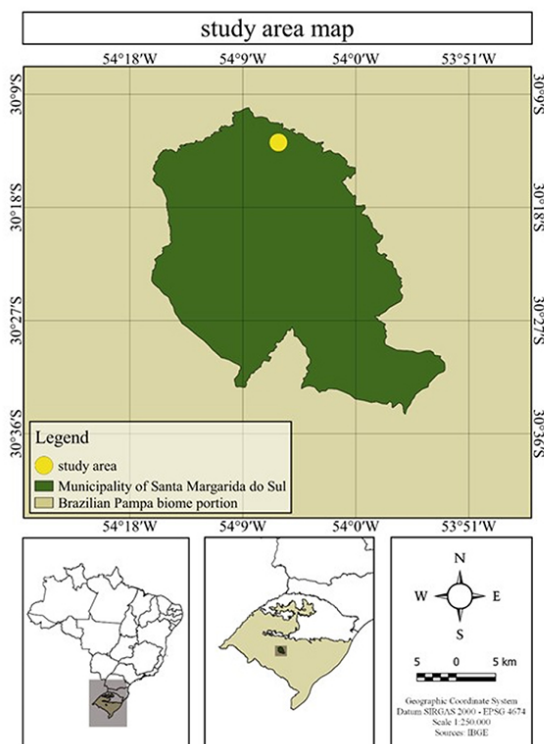 study area map
54°18'W 54°9'W 54°0'W 53°51'W
30°9'S 30°9'S
30°18'S 30°18'S
30°27'S 30°27'S
30°36'S 30°36'S
Legend
study area
Municipality of Santa Margarida do Sul
Brazilian Pampa biome portion
54°18'W 54°9'W 54°0'W 53°51'W
N
W E
S
5 0 5 km
Geographic Coordinate System
Datum SIRGAS 2000 - EPSG 4674
Scale 1:250.000
Sources: IBGE